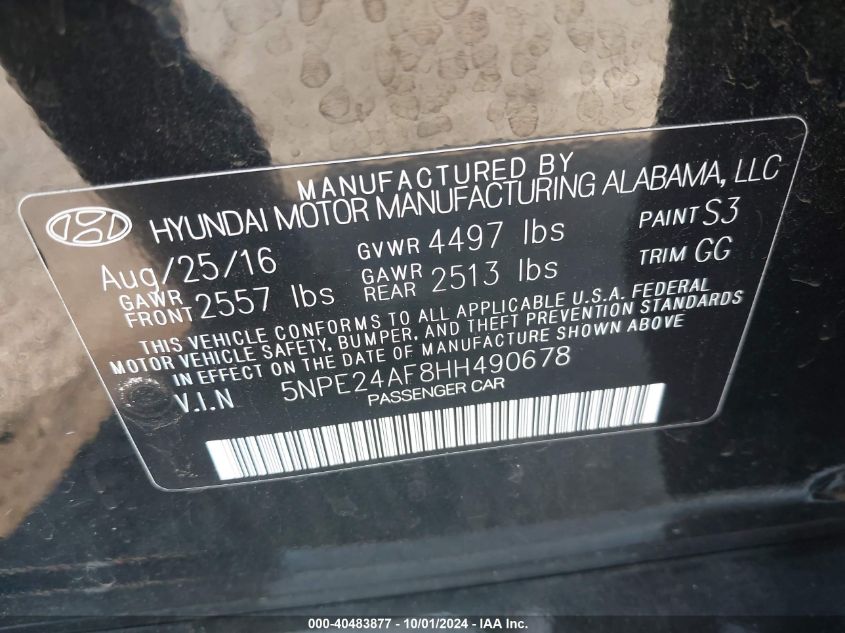 MANUFACTURED BY
HYUNDAI MOTOR MANUFACTURING ALABAMA, LLC
Aug/25/16 GVWR 4497 lbs PAINT S3
GAWR FRONT 2557 lbs GAWR REAR 2513 lbs TRIM GG
THIS VEHICLE CONFORMS TO ALL APPLICABLE U.S.A. FEDERAL
MOTOR VEHICLE SAFETY, BUMPER, AND THEFT PREVENTION STANDARDS
IN EFFECT ON THE DATE OF MANUFACTURE SHOWN ABOVE
V.I.N 5NPE24AF8HH490678
PASSENGER CAR
000-40483877 - 10/01/2024 - IAA Inc.